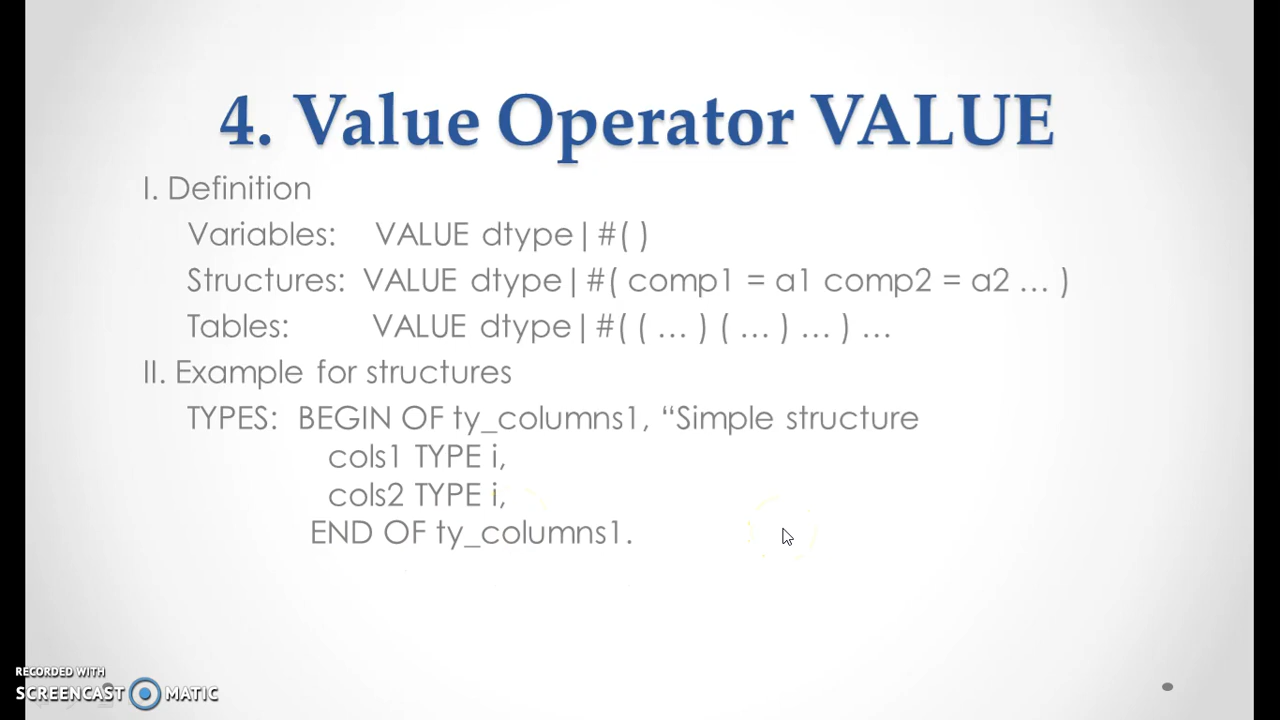 4. Value Operator VALUE
I. Definition
Variables: VALUE dtype|#( )
Structures: VALUE dtype|#( comp1 = a1 comp2 = a2 … )
Tables: VALUE dtype|#( ( … ) ( … ) … ) …
II. Example for structures
TYPES: BEGIN OF ty_columns1, “Simple structure
cols1 TYPE i,
cols2 TYPE i,
END OF ty_columns1.
RECORDED WITH
SCREENCAST MATIC